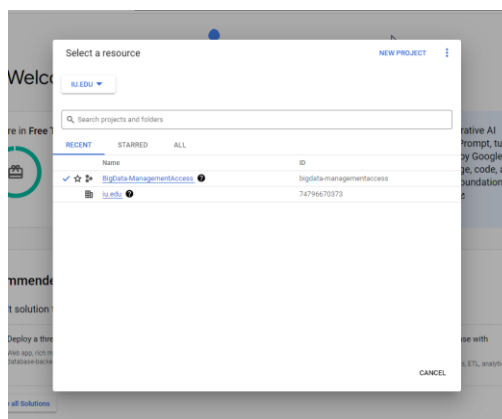 Select a resource
NEW PROJECT
IU.EDU
Search projects and folders
RECENT STARRED ALL
Name ID
BigData-ManagementAccess bigdata-managementaccess
iu.edu 74796670373
CANCEL
Welc
re in Free T
rative AI
Prompt, tu
by Google
ge, code, a
oundation
mmende
t solution
Deploy a thre
Web app, rich m
database-backe
use with
s, ETL, analytic
all Solutions